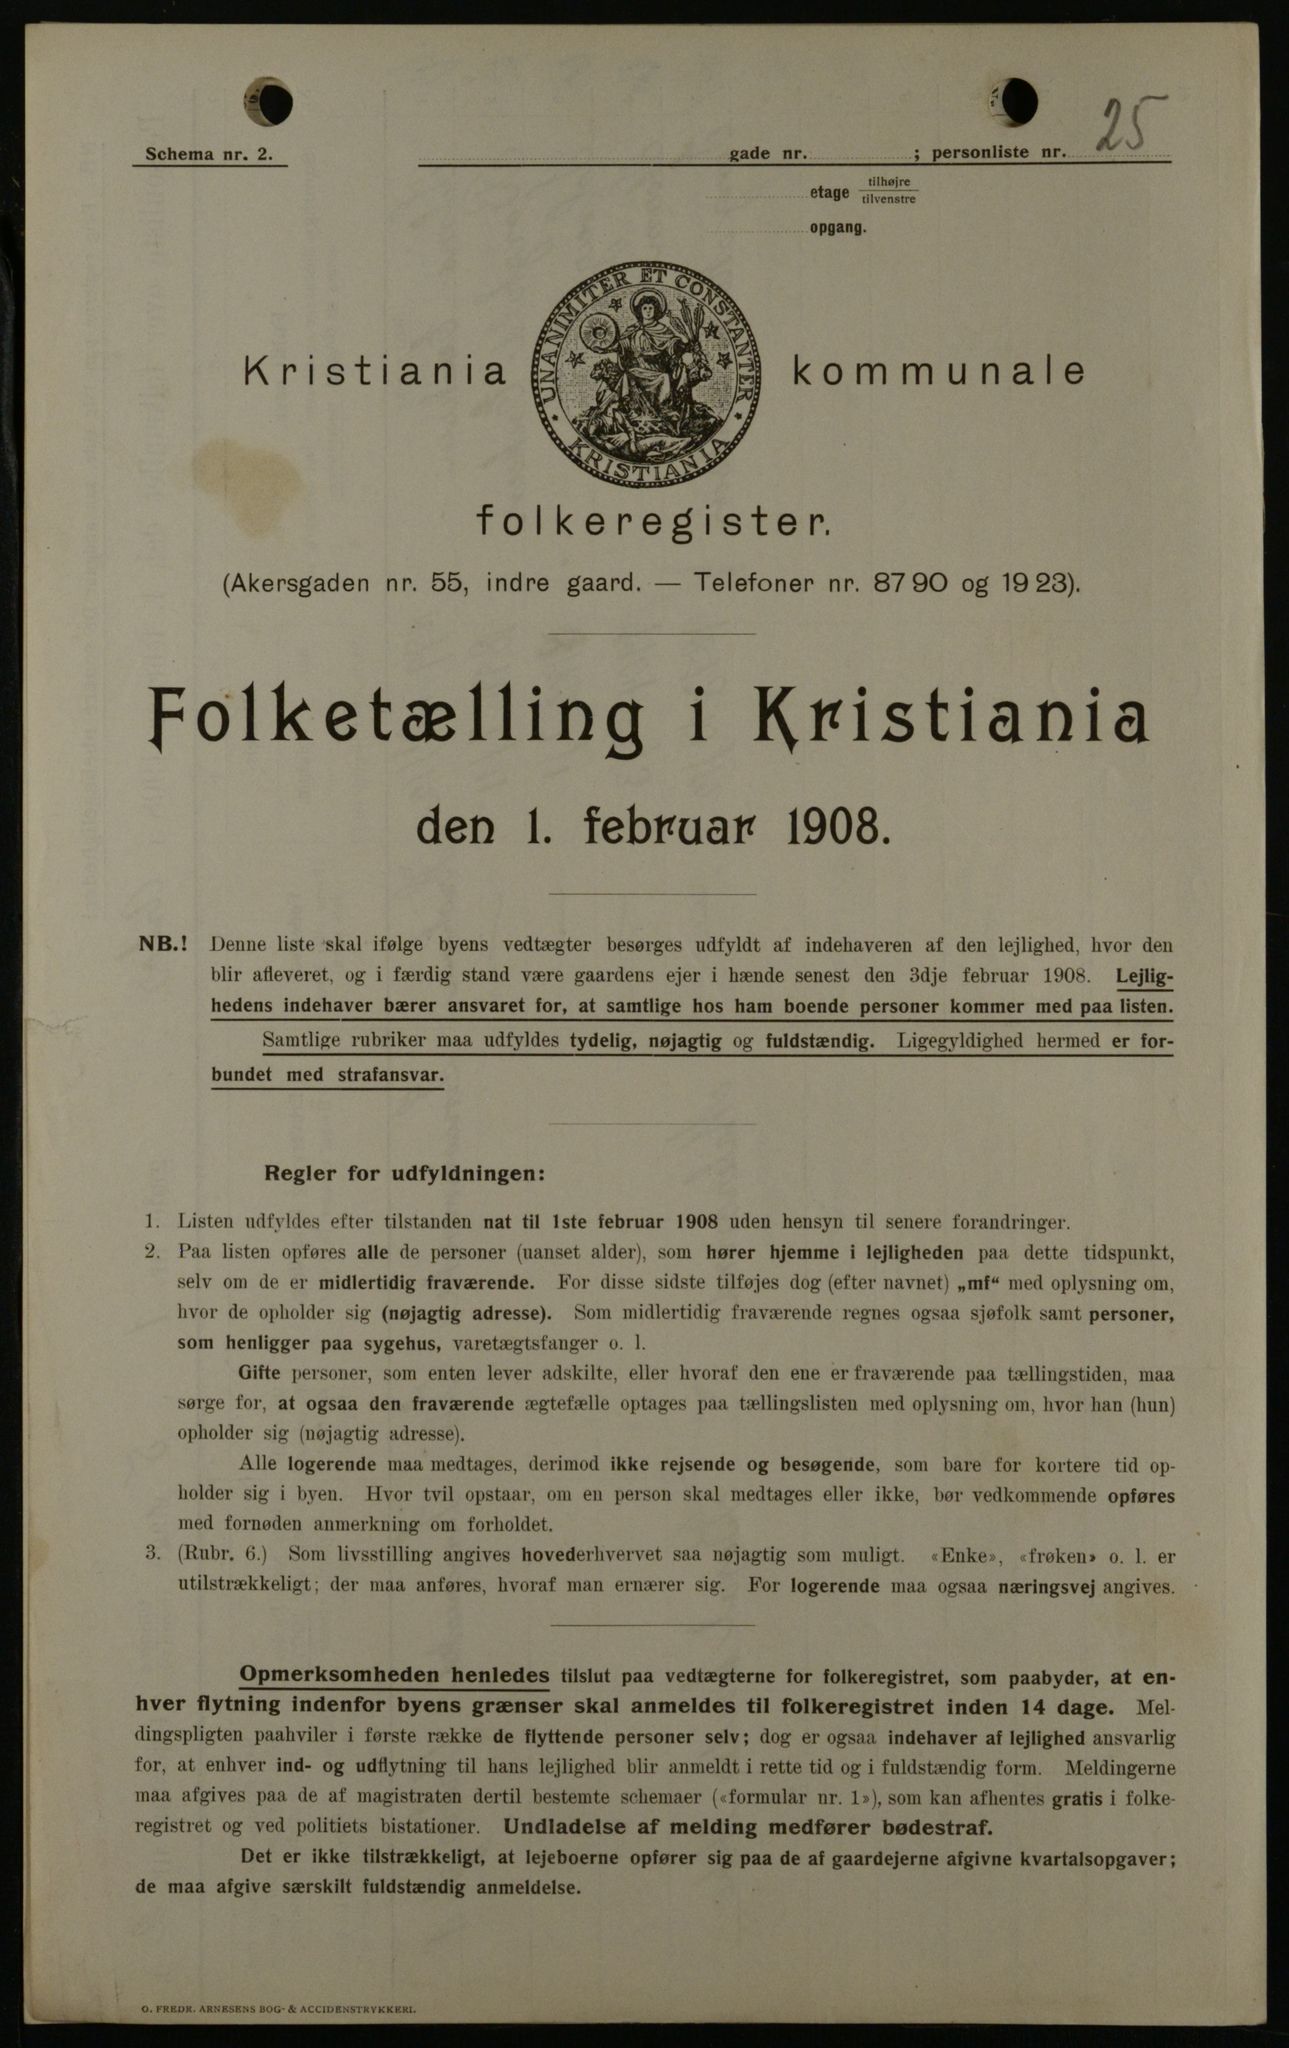 Schema nr. 2. gade nr. ; personliste nr. 25
etage tilhøjre
tilvenstre
opgang.
UNANIMITER ET CONSTANTER
KRISTIANIA
Kristiania kommunale
folkeregister.
(Akersgaden nr. 55, indre gaard. — Telefoner nr. 8790 og 1923).
Folketælling i Kristiania
den 1. februar 1908.
NB.! Denne liste skal ifølge byens vedtægter besørges udfyldt af indehaveren af den lejlighed, hvor den
blir afleveret, og i færdig stand være gaardens ejer i hænde senest den 3dje februar 1908. Lejlig-
hedens indehaver bærer ansvaret for, at samtlige hos ham boende personer kommer med paa listen.
Samtlige rubriker maa udfyldes tydelig, nøjagtig og fuldstændig. Ligegyldighed hermed er for-
bundet med strafansvar.
Regler for udfyldningen:
1. Listen udfyldes efter tilstanden nat til 1ste februar 1908 uden hensyn til senere forandringer.
2. Paa listen opføres alle de personer (uanset alder), som hører hjemme i lejligheden paa dette tidspunkt,
selv om de er midlertidig fraværende. For disse sidste tilføjes dog (efter navnet) „mf“ med oplysning om,
hvor de opholder sig (nøjagtig adresse). Som midlertidig fraværende regnes ogsaa sjøfolk samt personer,
som henligger paa sygehus, varetægtsfanger o. l.
Gifte personer, som enten lever adskilte, eller hvoraf den ene er fraværende paa tællingstiden, maa
sørge for, at ogsaa den fraværende ægtefælle optages paa tællingslisten med oplysning om, hvor han (hun)
opholder sig (nøjagtig adresse).
Alle logerende maa medtages, derimod ikke rejsende og besøgende, som bare for kortere tid op-
holder sig i byen. Hvor tvil opstaar, om en person skal medtages eller ikke, bør vedkommende opføres
med fornøden anmerkning om forholdet.
3. (Rubr. 6.) Som livsstilling angives hovederhvervet saa nøjagtig som muligt. «Enke», «frøken» o. l. er
utilstrækkeligt; der maa anføres, hvoraf man ernærer sig. For logerende maa ogsaa næringsvej angives.
Opmerksomheden henledes tilslut paa vedtægterne for folkeregistret, som paabyder, at en-
hver flytning indenfor byens grænser skal anmeldes til folkeregistret inden 14 dage. Mel-
dingspligten paahviler i første række de flyttende personer selv; dog er ogsaa indehaver af lejlighed ansvarlig
for, at enhver ind- og udflytning til hans lejlighed blir anmeldt i rette tid og i fuldstændig form. Meldingerne
maa afgives paa de af magistraten dertil bestemte schemaer («formular nr. 1»), som kan afhentes gratis i folke-
registret og ved politiets bistationer. Undladelse af melding medfører bødestraf.
Det er ikke tilstrækkeligt, at lejeboerne opfører sig paa de af gaardejerne afgivne kvartalsopgaver;
de maa afgive særskilt fuldstændig anmeldelse.
O. FREDR. ARNESENS BOG- & ACCIDENSTRYKKERI.